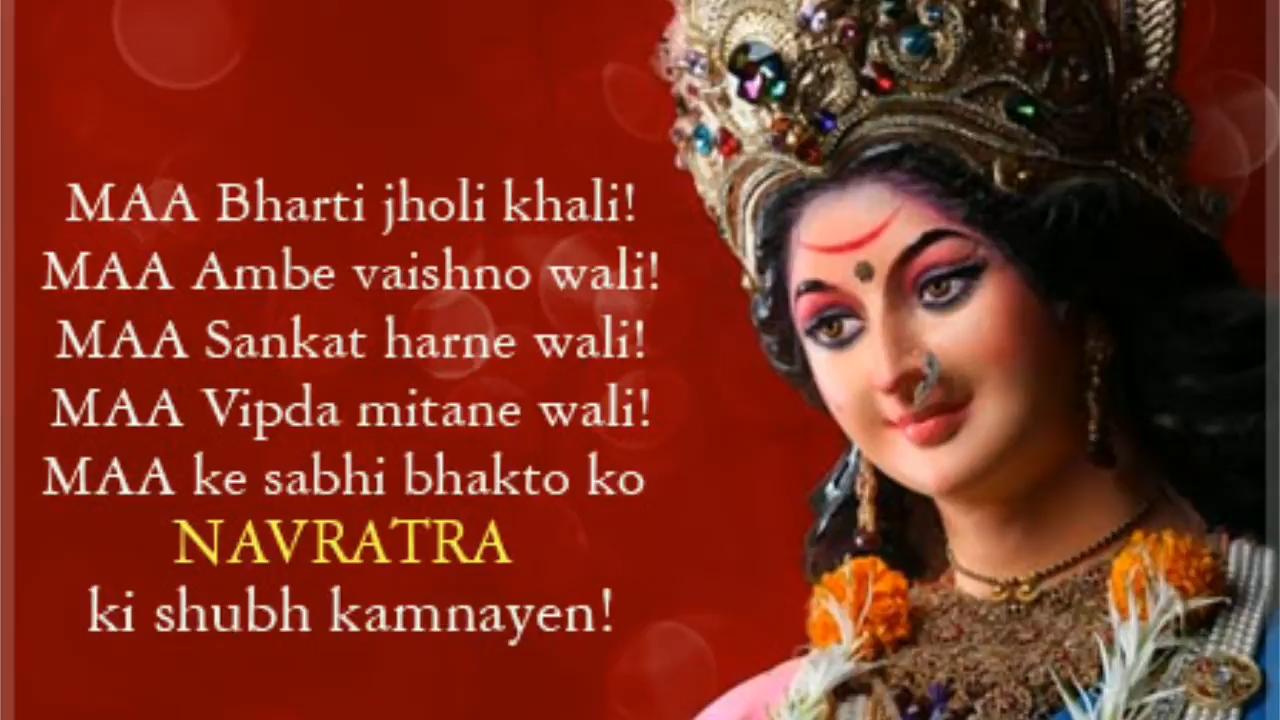 MAA Bharti jholi khali!
MAA Ambe vaishno wali!
MAA Sankat harne wali!
MAA Vipda mitane wali!
MAA ke sabhi bhakto ko
NAVRATRA
ki shubh kamnayen!